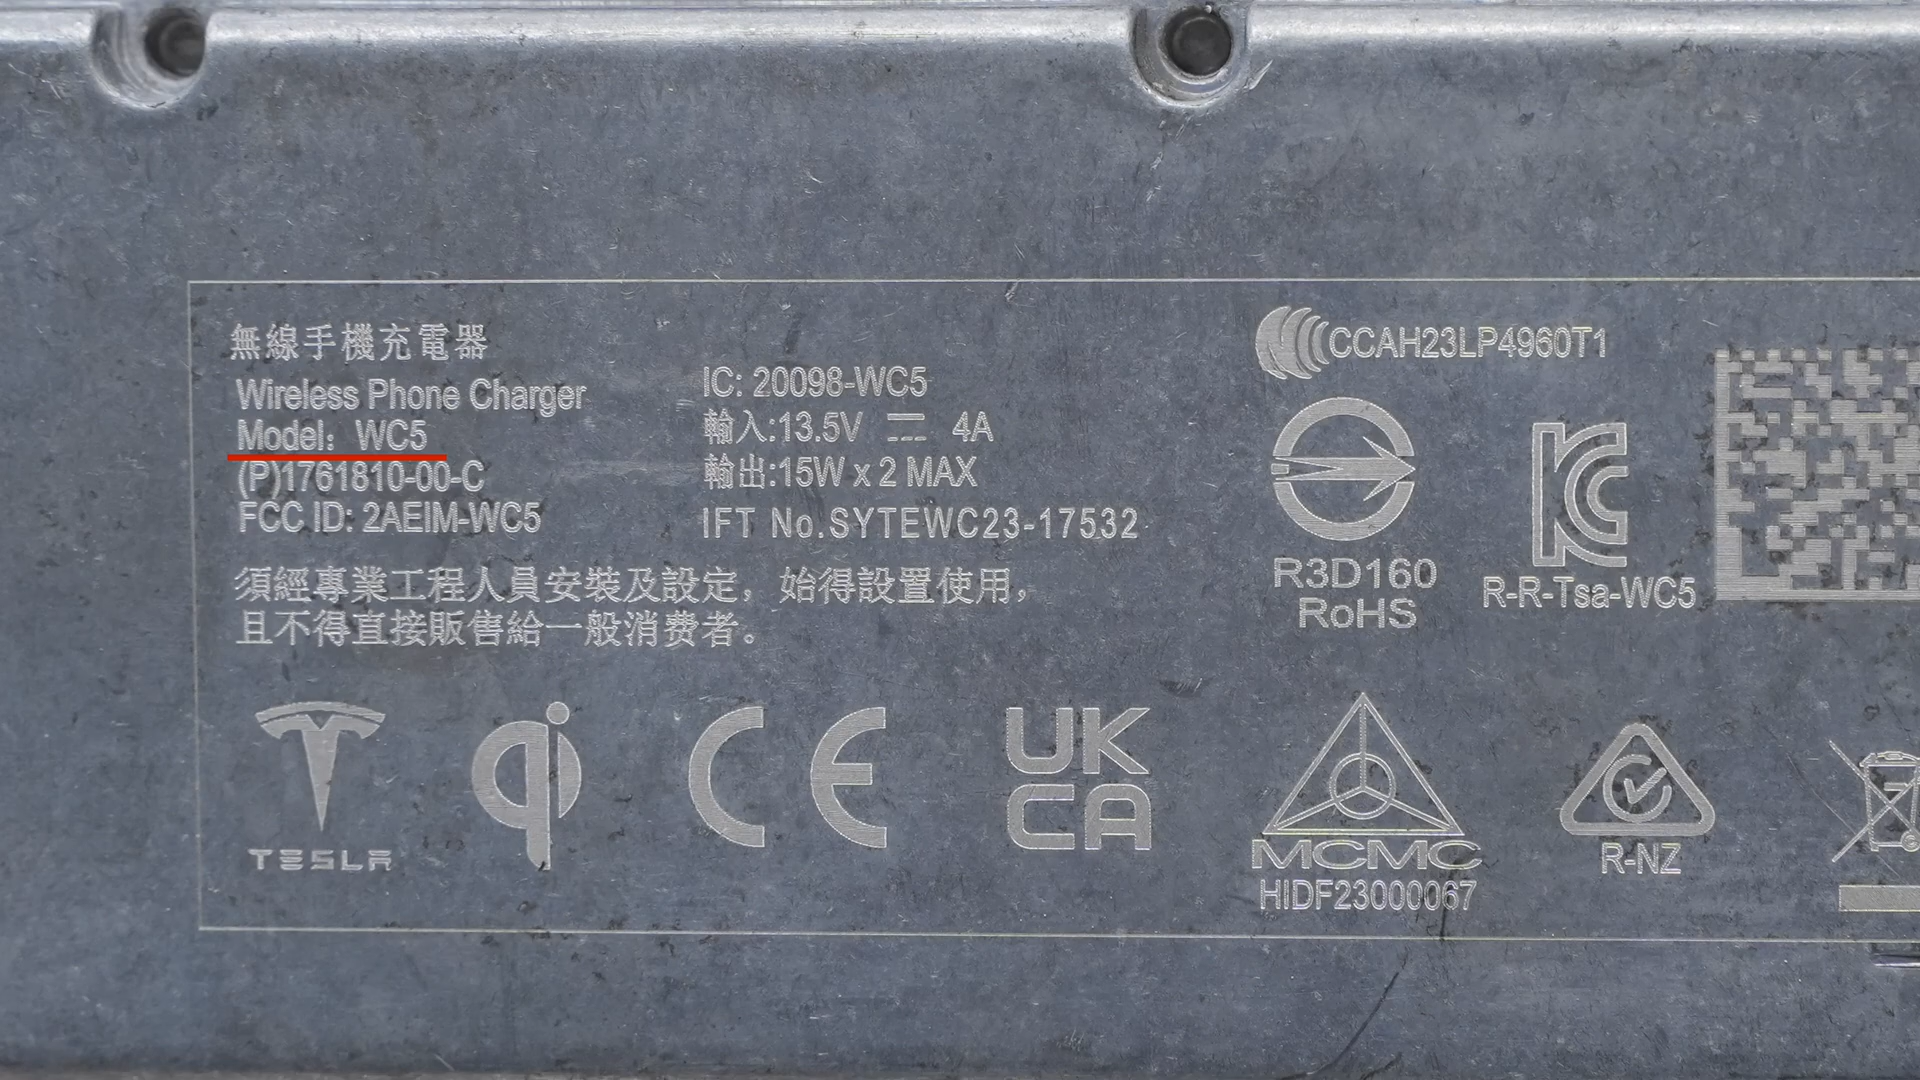 無線手機充電器
Wireless Phone Charger
Model: WC5
(P)1761810-00-C
FCC ID: 2AEIM-WC5
IC: 20098-WC5
輸入:13.5V ⎓ 4A
輸出:15W x 2 MAX
IFT No.SYTEWC23-17532
須經專業工程人員安裝及設定，始得設置使用，
且不得直接販售給一般消费者。
CCAH23LP4960T1
R3D160
RoHS
R-R-Tsa-WC5
TESLA
qi
CE
UK
CA
MCMC
HIDF23000067
R-NZ